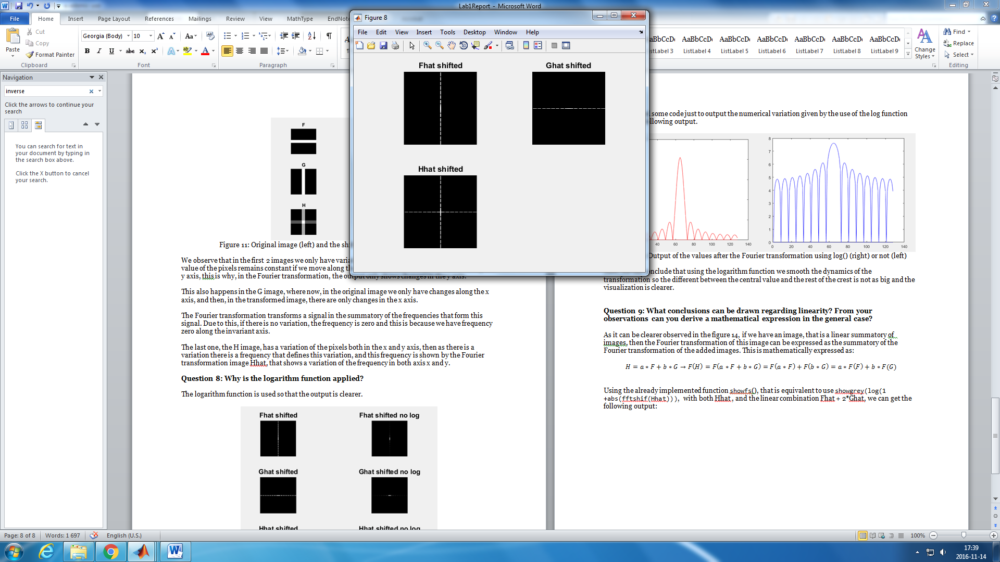 Lab1Report - Microsoft Word
File Home Insert Page Layout References Mailings Review View MathType EndNote
Cut
Copy
Format Painter
Paste
Clipboard
Georgia (Body) 10
Font
Paragraph
AaBbCcDc AaBbCcDc AaBbCcDc AaBbCcDc AaBbCcDc AaBbCcDc AaBbCcDc
ListLabel 3 ListLabel 4 ListLabel 5 ListLabel 6 ListLabel 7 ListLabel 8 ListLabel 9
Change
Styles
Find
Replace
Select
Editing
Navigation
inverse
Click the arrows to continue your
search
You can search for text in
your document by typing in
the search box above.
Click the X button to cancel
your search.
Figure 8
File Edit View Insert Tools Desktop Window Help
Fhat shifted
Ghat shifted
Hhat shifted
F
G
H
Figure 11: Original image (left) and the shi
We observe that in the first 2 images we only have varia
value of the pixels remains constant if we move along th
y axis, this is why, in the Fourier transformation, the output only shows changes in the y axis.
This also happens in the G image, where now, in the original image we only have changes along the x
axis, and then, in the transformed image, there are only changes in the x axis.
The Fourier transformation transforms a signal in the summatory of the frequencies that form this
signal. Due to this, if there is no variation, the frequency is zero and this is because we have frequency
zero along the invariant axis.
The last one, the H image, has a variation of the pixels both in the x and y axis, then as there is a
variation there is a frequency that defines this variation, and this frequency is shown by the Fourier
transformation image Hhat, that shows a variation of the frequency in both axis x and y.
Question 8: Why is the logarithm function applied?
The logarithm function is used so that the output is clearer.
Fhat shifted
Fhat shifted no log
Ghat shifted
Ghat shifted no log
Hhat shifted
Hhat shifted no log
some code just to output the numerical variation given by the use of the log function
llowing output.
40 60 80 100 120 140
8
7
6
5
4
3
2
1
0
0 20 40 60 80 100 120 140
Output of the values after the Fourier transformation using log() (right) or not (left)
nclude that using the logarithm function we smooth the dynamics of the
transformation so the different between the central value and the rest of the crest is not as big and the
visualization is clearer.
Question 9: What conclusions can be drawn regarding linearity? From your
observations can you derive a mathematical expression in the general case?
As it can be clearer observed in the figure 14, if we have an image, that is a linear summatory of
images, then the Fourier transformation of this image can be expressed as the summatory of the
Fourier transformation of the added images. This is mathematically expressed as:
H = a * F + b * G → F(H) = F(a * F + b * G) = F(a * F) + F(b * G) = a * F(F) + b * F(G)
Using the already implemented function showfs(), that is equivalent to use showgrey(log(1
+abs(fftshif(Hhat))), with both Hhat , and the linear combination Fhat + 2*Ghat, we can get the
following output:
Page: 8 of 8 Words: 1 697 English (U.S.)
100%
17:39
2016-11-14